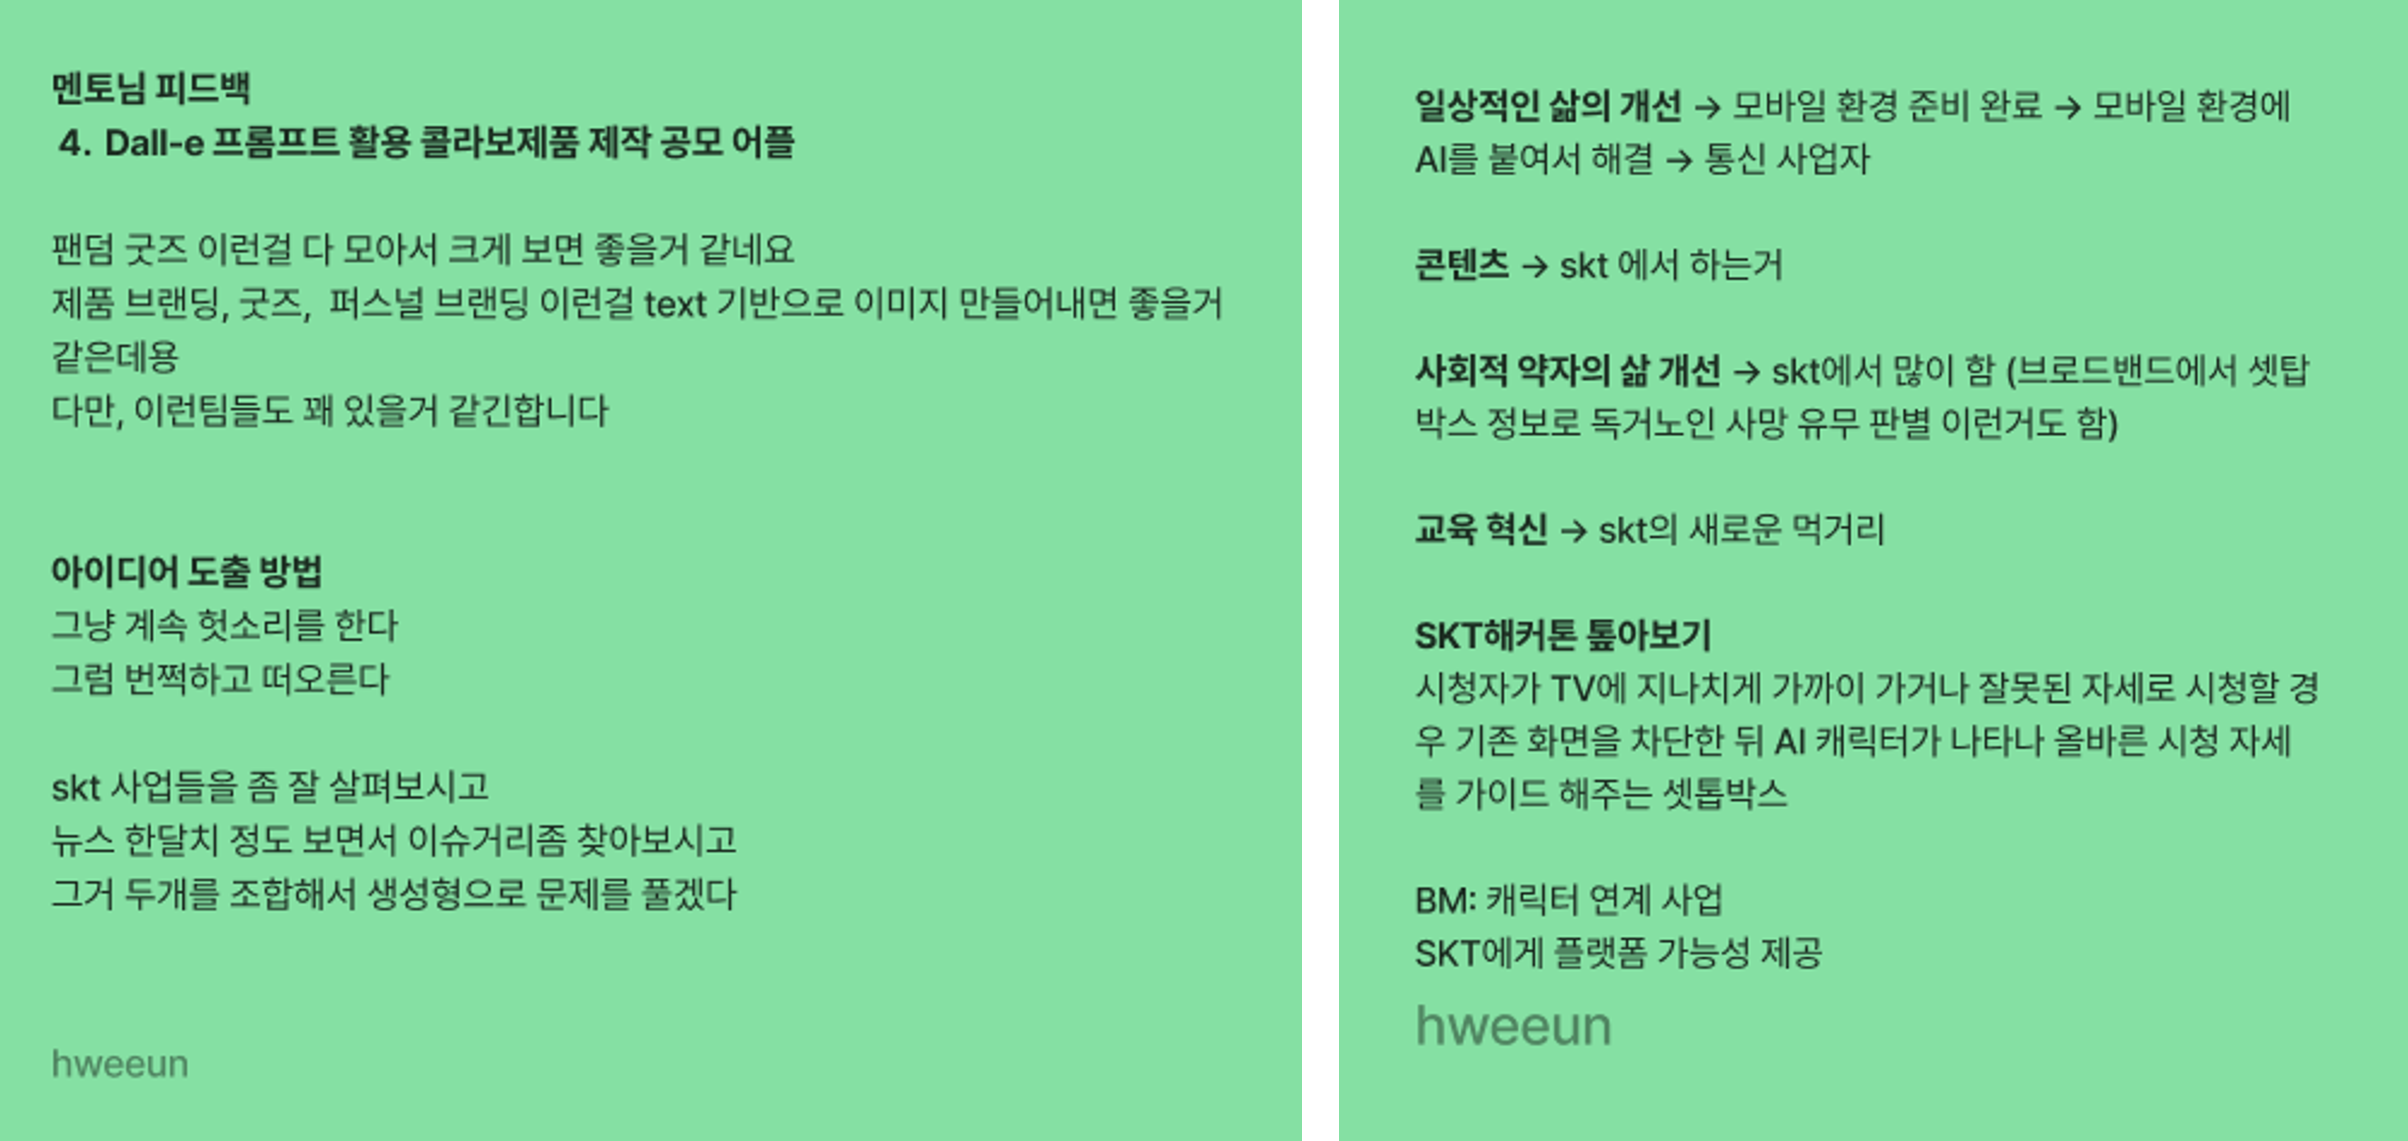 멘토님 피드백
4. Dall-e 프롬프트 활용 콜라보제품 제작 공모 어플
팬덤 굿즈 이런걸 다 모아서 크게 보면 좋을거 같네요
제품 브랜딩, 굿즈, 퍼스널 브랜딩 이런걸 text 기반으로 이미지 만들어내면 좋을거
같은데용
다만, 이런팀들도 꽤 있을거 같긴합니다
아이디어 도출 방법
그냥 계속 헛소리를 한다
그럼 번쩍하고 떠오른다
skt 사업들을 좀 잘 살펴보시고
뉴스 한달치 정도 보면서 이슈거리좀 찾아보시고
그거 두개를 조합해서 생성형으로 문제를 풀겠다
hweeun
일상적인 삶의 개선 → 모바일 환경 준비 완료 → 모바일 환경에
AI를 붙여서 해결 → 통신 사업자
콘텐츠 → skt 에서 하는거
사회적 약자의 삶 개선 → skt에서 많이 함 (브로드밴드에서 셋탑
박스 정보로 독거노인 사망 유무 판별 이런거도 함)
교육 혁신 → skt의 새로운 먹거리
SKT해커톤 톺아보기
시청자가 TV에 지나치게 가까이 가거나 잘못된 자세로 시청할 경
우 기존 화면을 차단한 뒤 AI 캐릭터가 나타나 올바른 시청 자세
를 가이드 해주는 셋톱박스
BM: 캐릭터 연계 사업
SKT에게 플랫폼 가능성 제공
hweeun